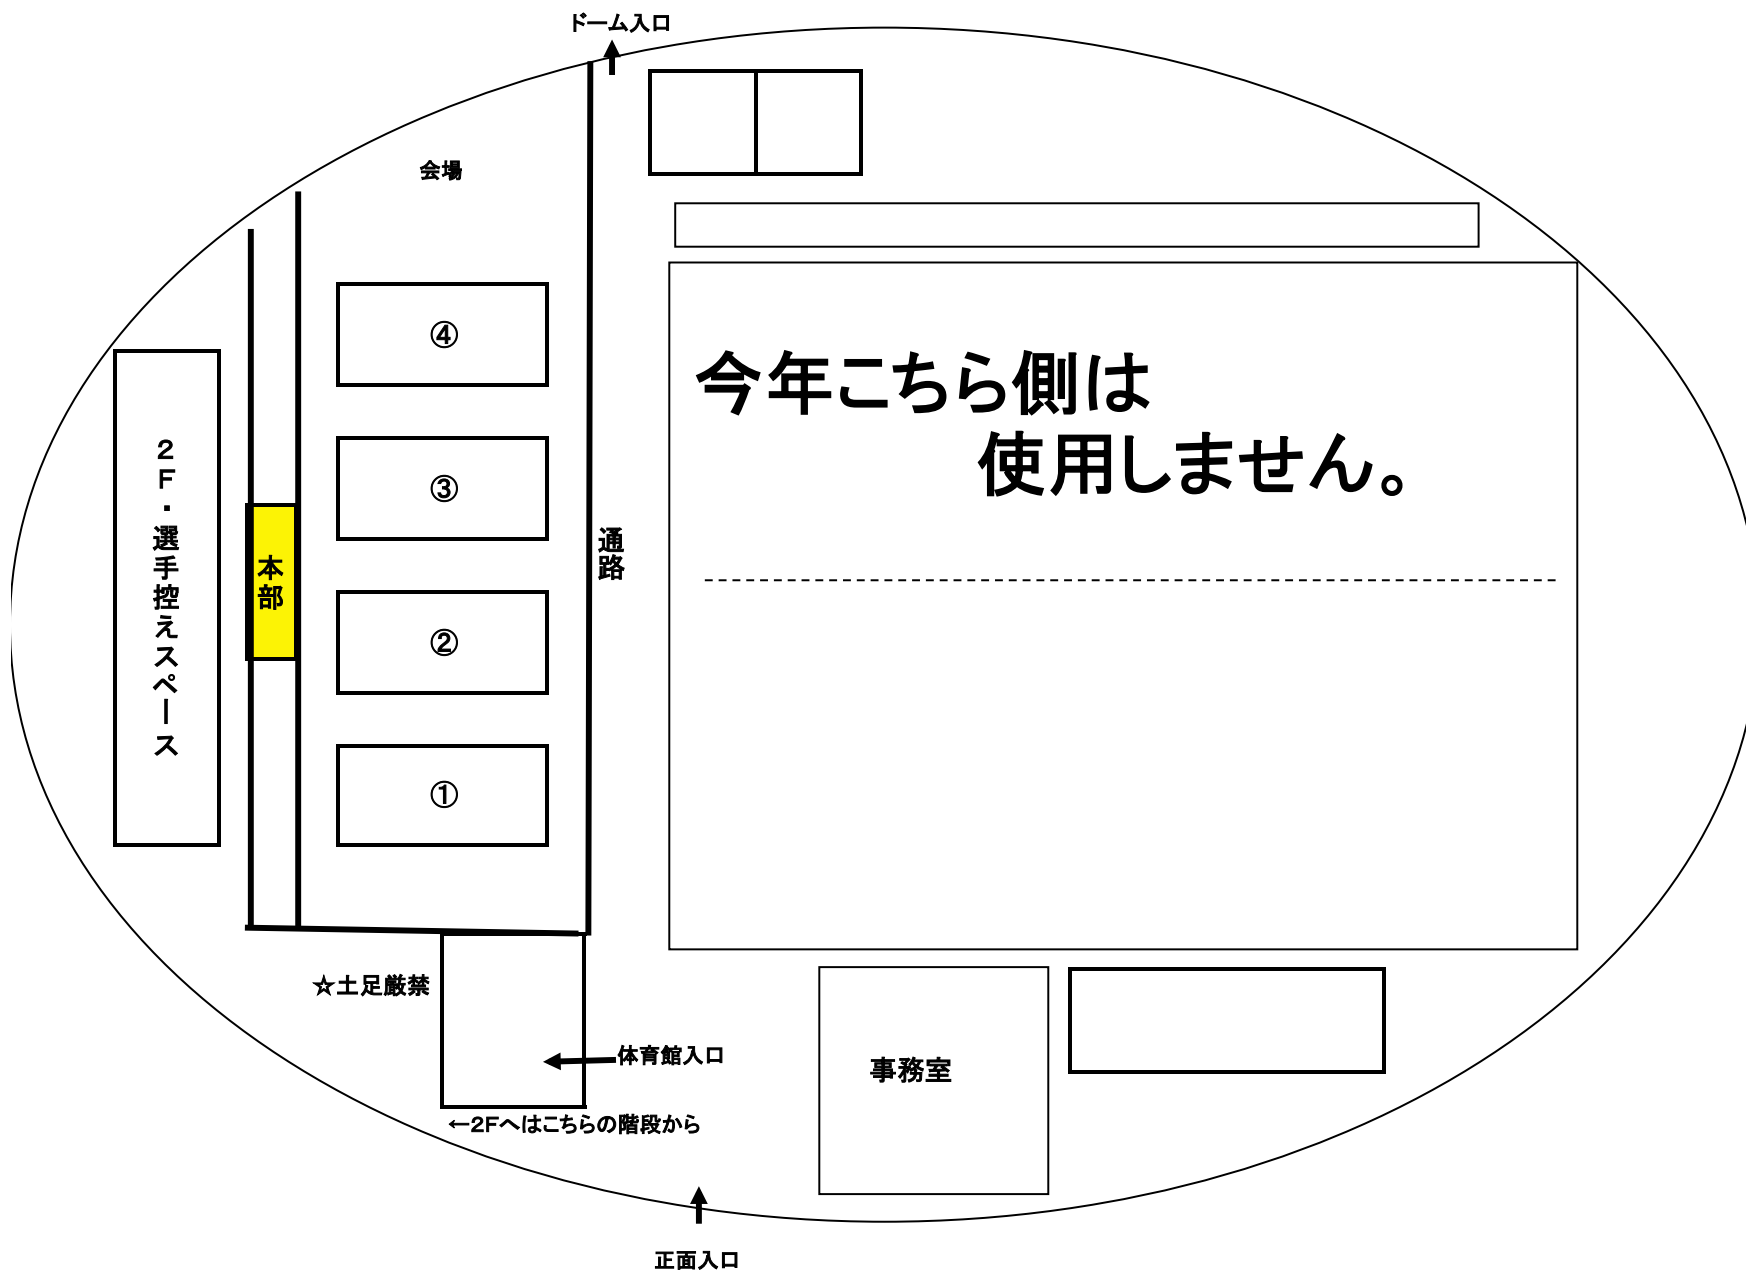 ドーム入口
会場
④
今年こちら側は
使用しません。
③
２Ｆ・選手控えスペース
本部
通路
②
①
☆土足厳禁
体育館入口
事務室
←２Ｆへはこちらの階段から
正面入口